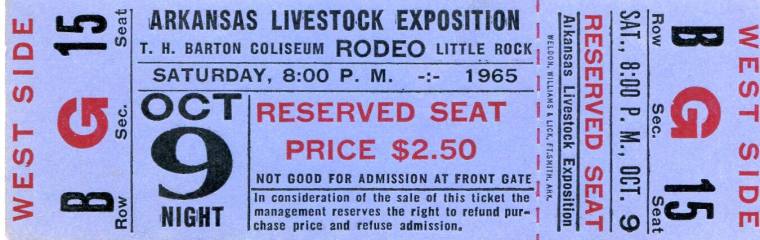 WEST SIDE
15 Seat
G Sec.
B Row
ARKANSAS LIVESTOCK EXPOSITION
T. H. BARTON COLISEUM RODEO LITTLE ROCK
SATURDAY, 8:00 P. M. -:- 1965
OCT
9
NIGHT
RESERVED SEAT
PRICE $2.50
NOT GOOD FOR ADMISSION AT FRONT GATE
In consideration of the sale of this ticket the
management reserves the right to refund pur-
chase price and refuse admission.
WELDON, WILLIAMS & LICK, FT. SMITH, ARK.
Arkansas Livestock Exposition
RESERVED SEAT
SAT., 8:00 P. M., OCT. 9
Row B
Sec. G
Seat 15
WEST SIDE